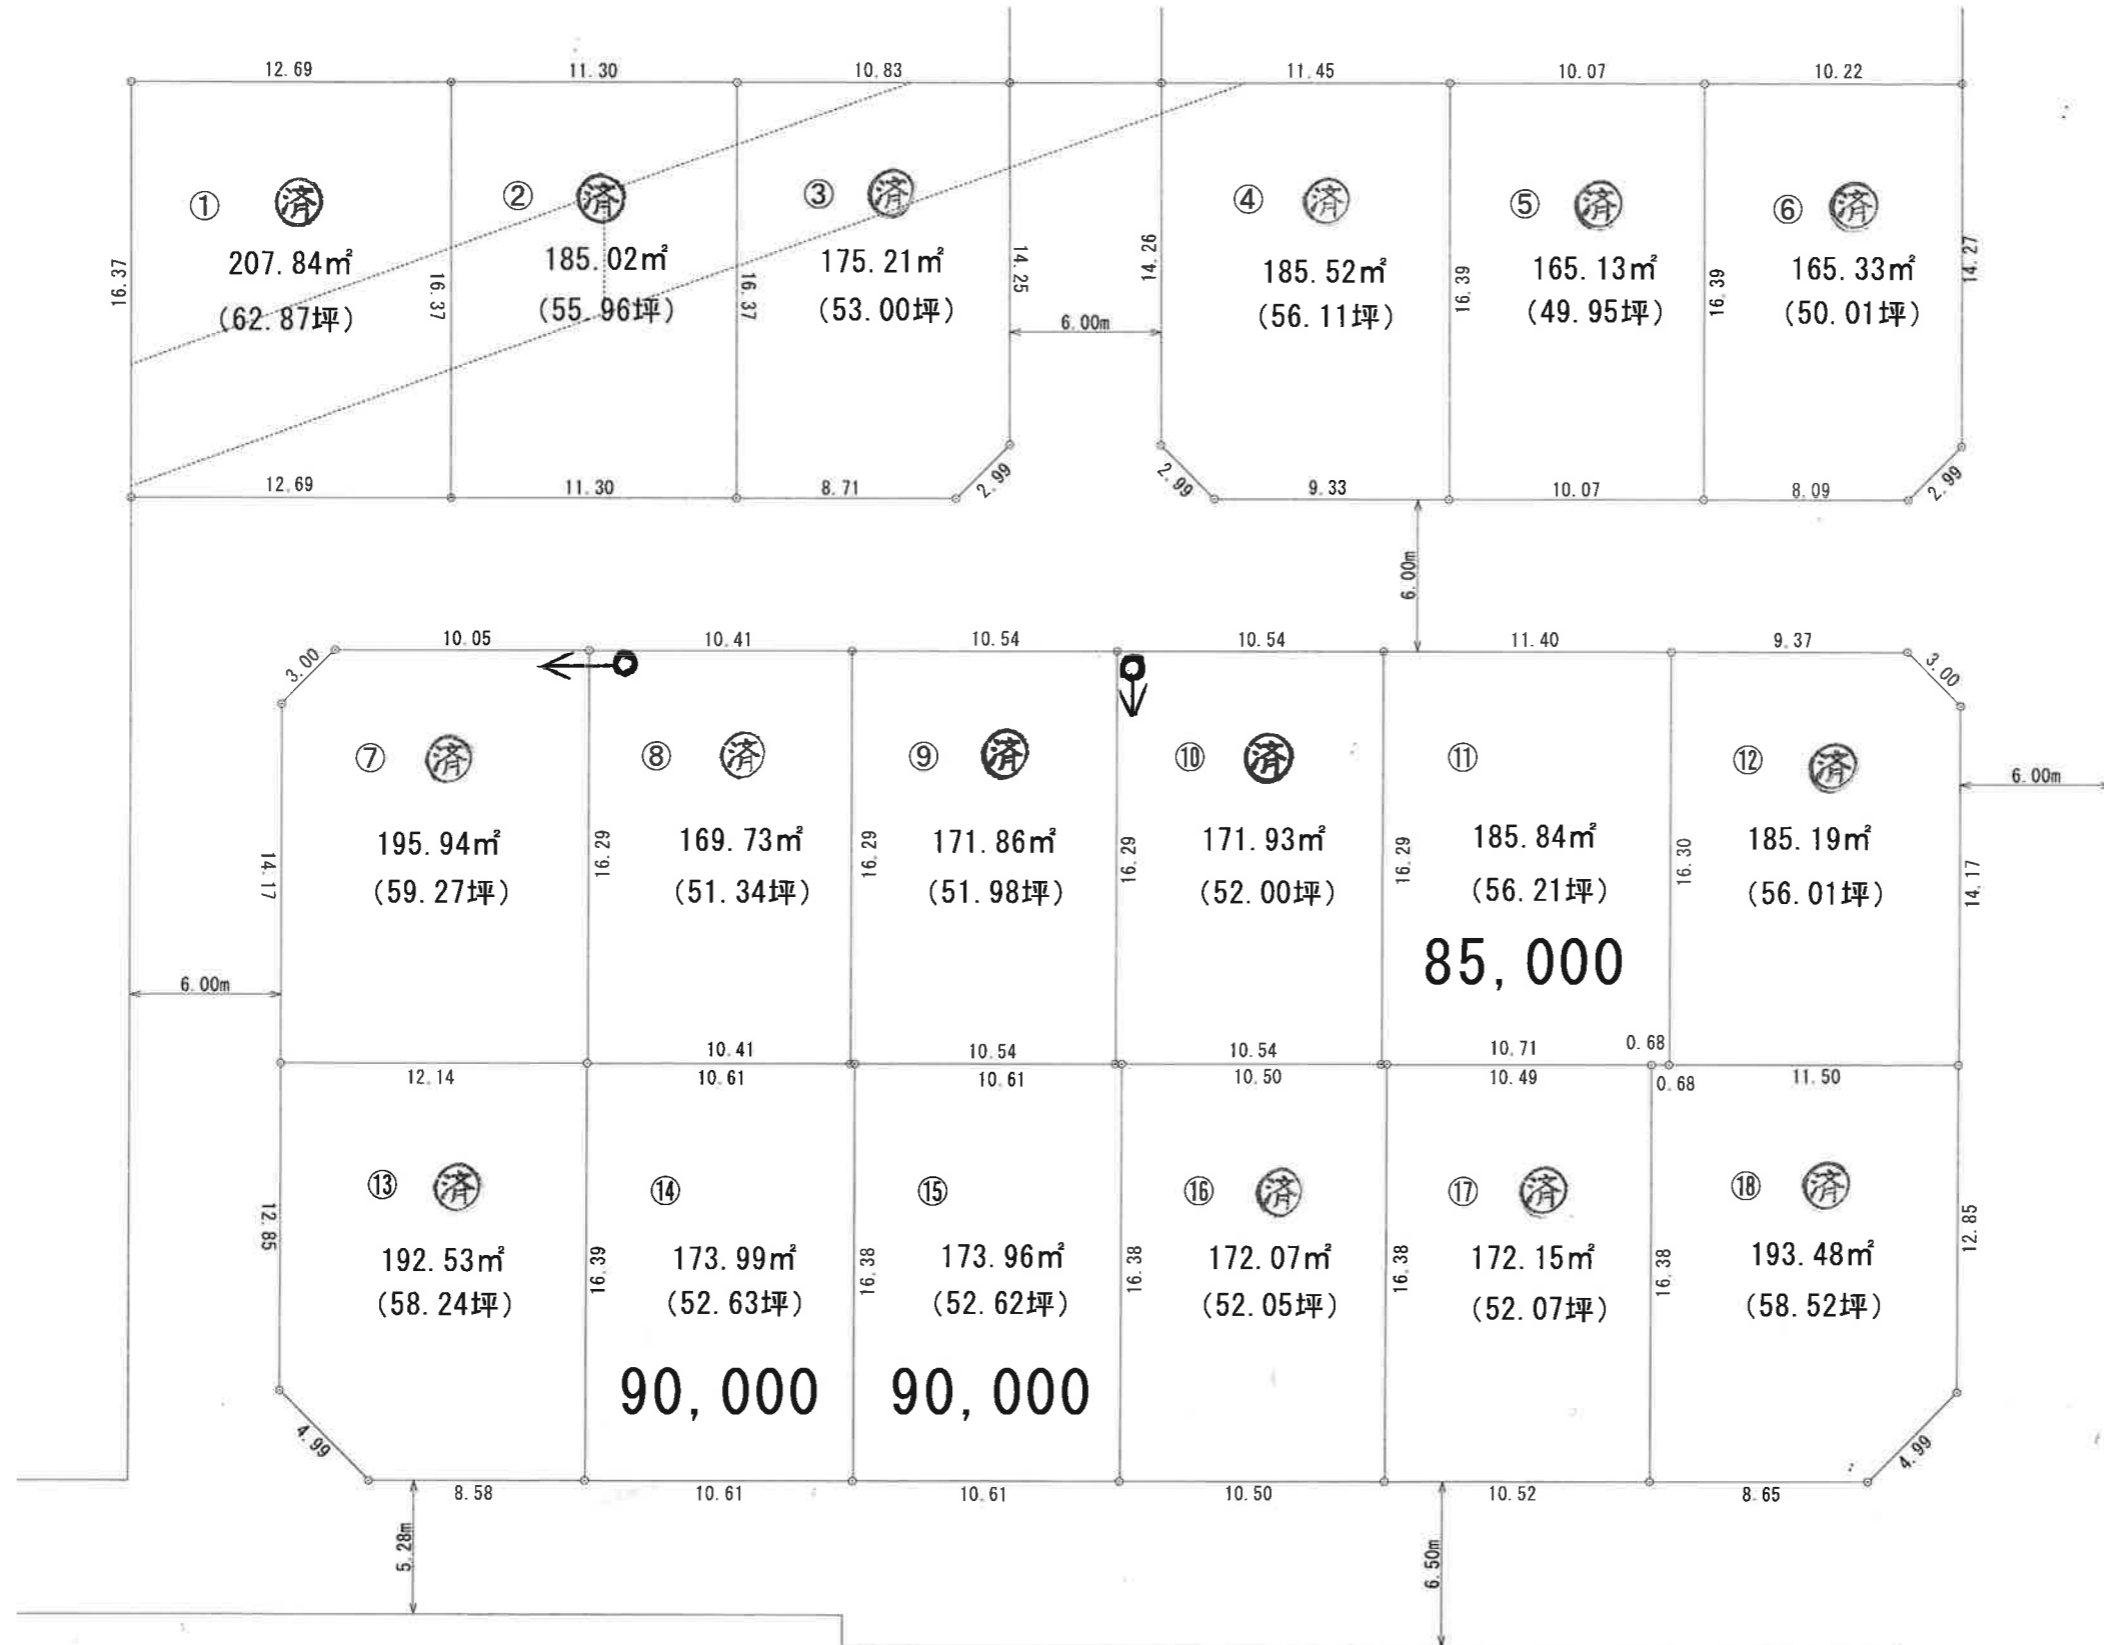 12.69
11.30
10.83
11.45
10.07
10.22
① 済
207.84㎡
(62.87坪)
② 済
185.02㎡
(55.96坪)
③ 済
175.21㎡
(53.00坪)
④ 済
185.52㎡
(56.11坪)
⑤ 済
165.13㎡
(49.95坪)
⑥ 済
165.33㎡
(50.01坪)
16.37
16.37
16.37
14.25
6.00m
14.26
16.39
16.39
14.27
12.69
11.30
8.71
2.99
2.99
9.33
10.07
8.09
2.99
6.00m
3.00
10.05
10.41
10.54
10.54
11.40
9.37
3.00
⑦ 済
195.94㎡
(59.27坪)
⑧ 済
169.73㎡
(51.34坪)
⑨ 済
171.86㎡
(51.98坪)
⑩ 済
171.93㎡
(52.00坪)
⑪
185.84㎡
(56.21坪)
85,000
⑫ 済
185.19㎡
(56.01坪)
6.00m
14.17
16.29
16.29
16.29
16.29
16.30
14.17
6.00m
10.41
10.54
10.54
10.71
0.68
12.14
10.61
10.61
10.50
10.49
0.68
11.50
⑬ 済
192.53㎡
(58.24坪)
⑭
173.99㎡
(52.63坪)
90,000
⑮
173.96㎡
(52.62坪)
90,000
⑯ 済
172.07㎡
(52.05坪)
⑰ 済
172.15㎡
(52.07坪)
⑱ 済
193.48㎡
(58.52坪)
12.85
16.39
16.38
16.38
16.38
16.38
12.85
4.99
8.58
10.61
10.61
10.50
10.52
8.65
4.99
5.28m
6.50m